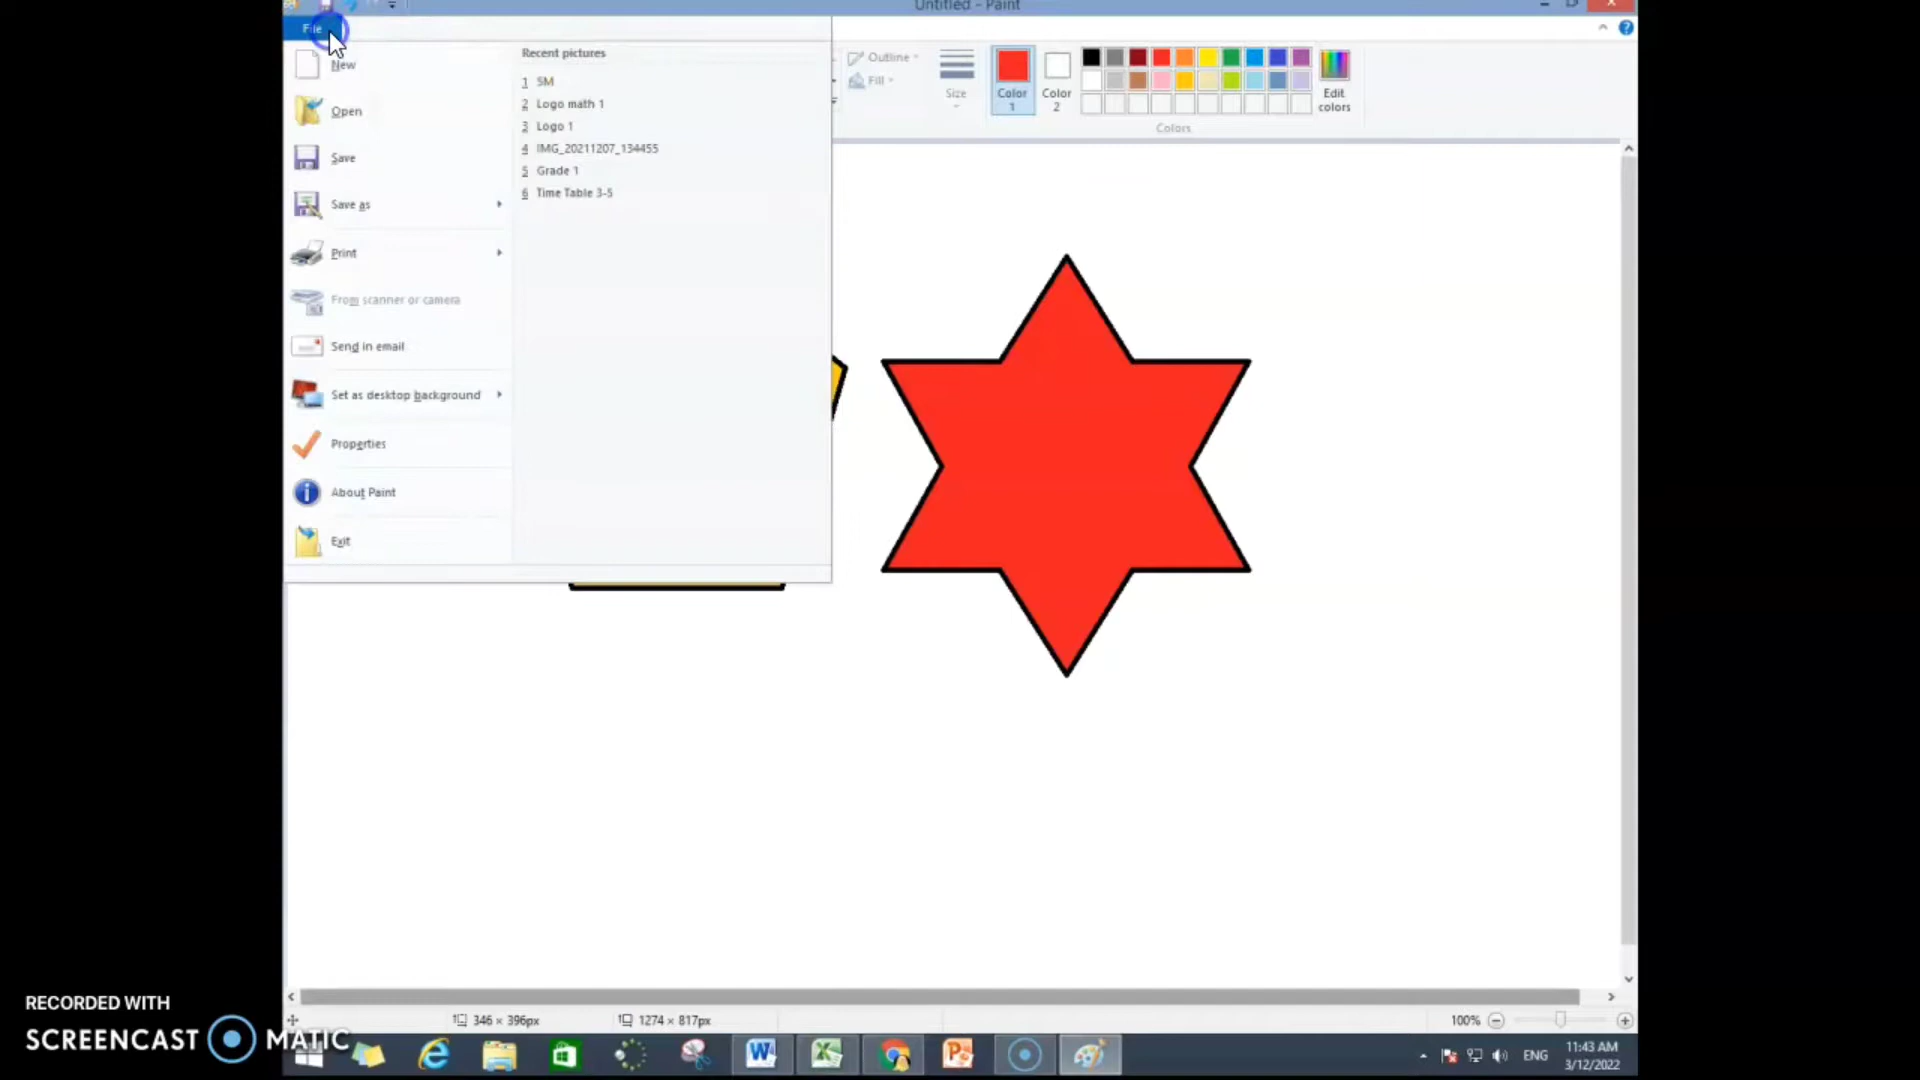 Untitled - Paint
File
New
Open
Save
Save as
Print
From scanner or camera
Send in email
Set as desktop background
Properties
About Paint
Exit
Recent pictures
1 5M
2 Logo math 1
3 Logo 1
4 IMG_20211207_134455
5 Grade 1
6 Time Table 3-5
Outline
Fill
Size
Color 1
Color 2
Edit colors
Colors
346 × 396px
1274 × 817px
100%
RECORDED WITH
SCREENCAST MATIC
ENG
11:43 AM
3/12/2022